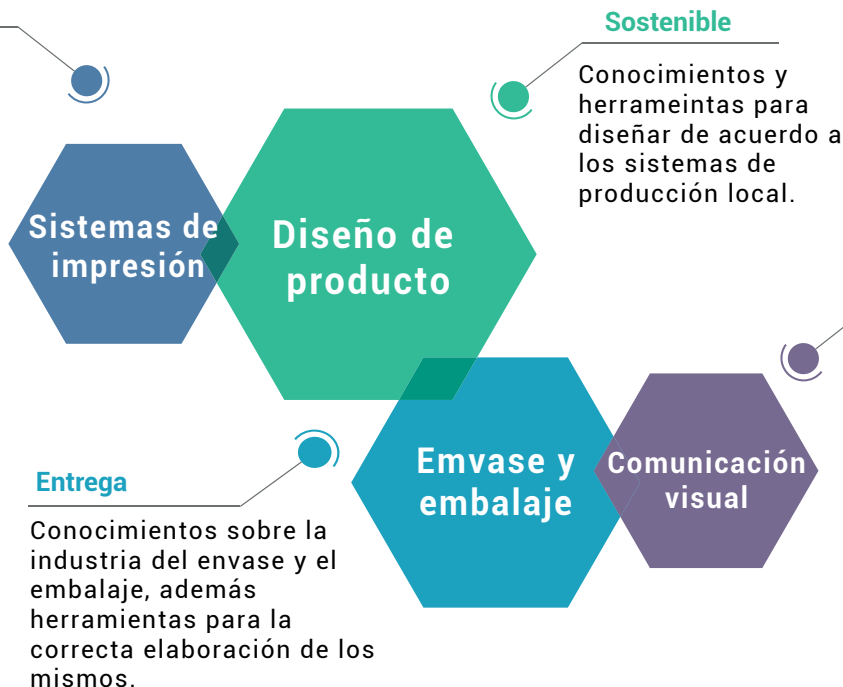 Sostenible
Conocimientos y
herrameintas para
diseñar de acuerdo a
los sistemas de
producción local.
Sistemas de
impresión
Diseño de
producto
Emvase y
embalaje
Comunicación
visual
Entrega
Conocimientos sobre la
industria del envase y el
embalaje, además
herramientas para la
correcta elaboración de los
mismos.